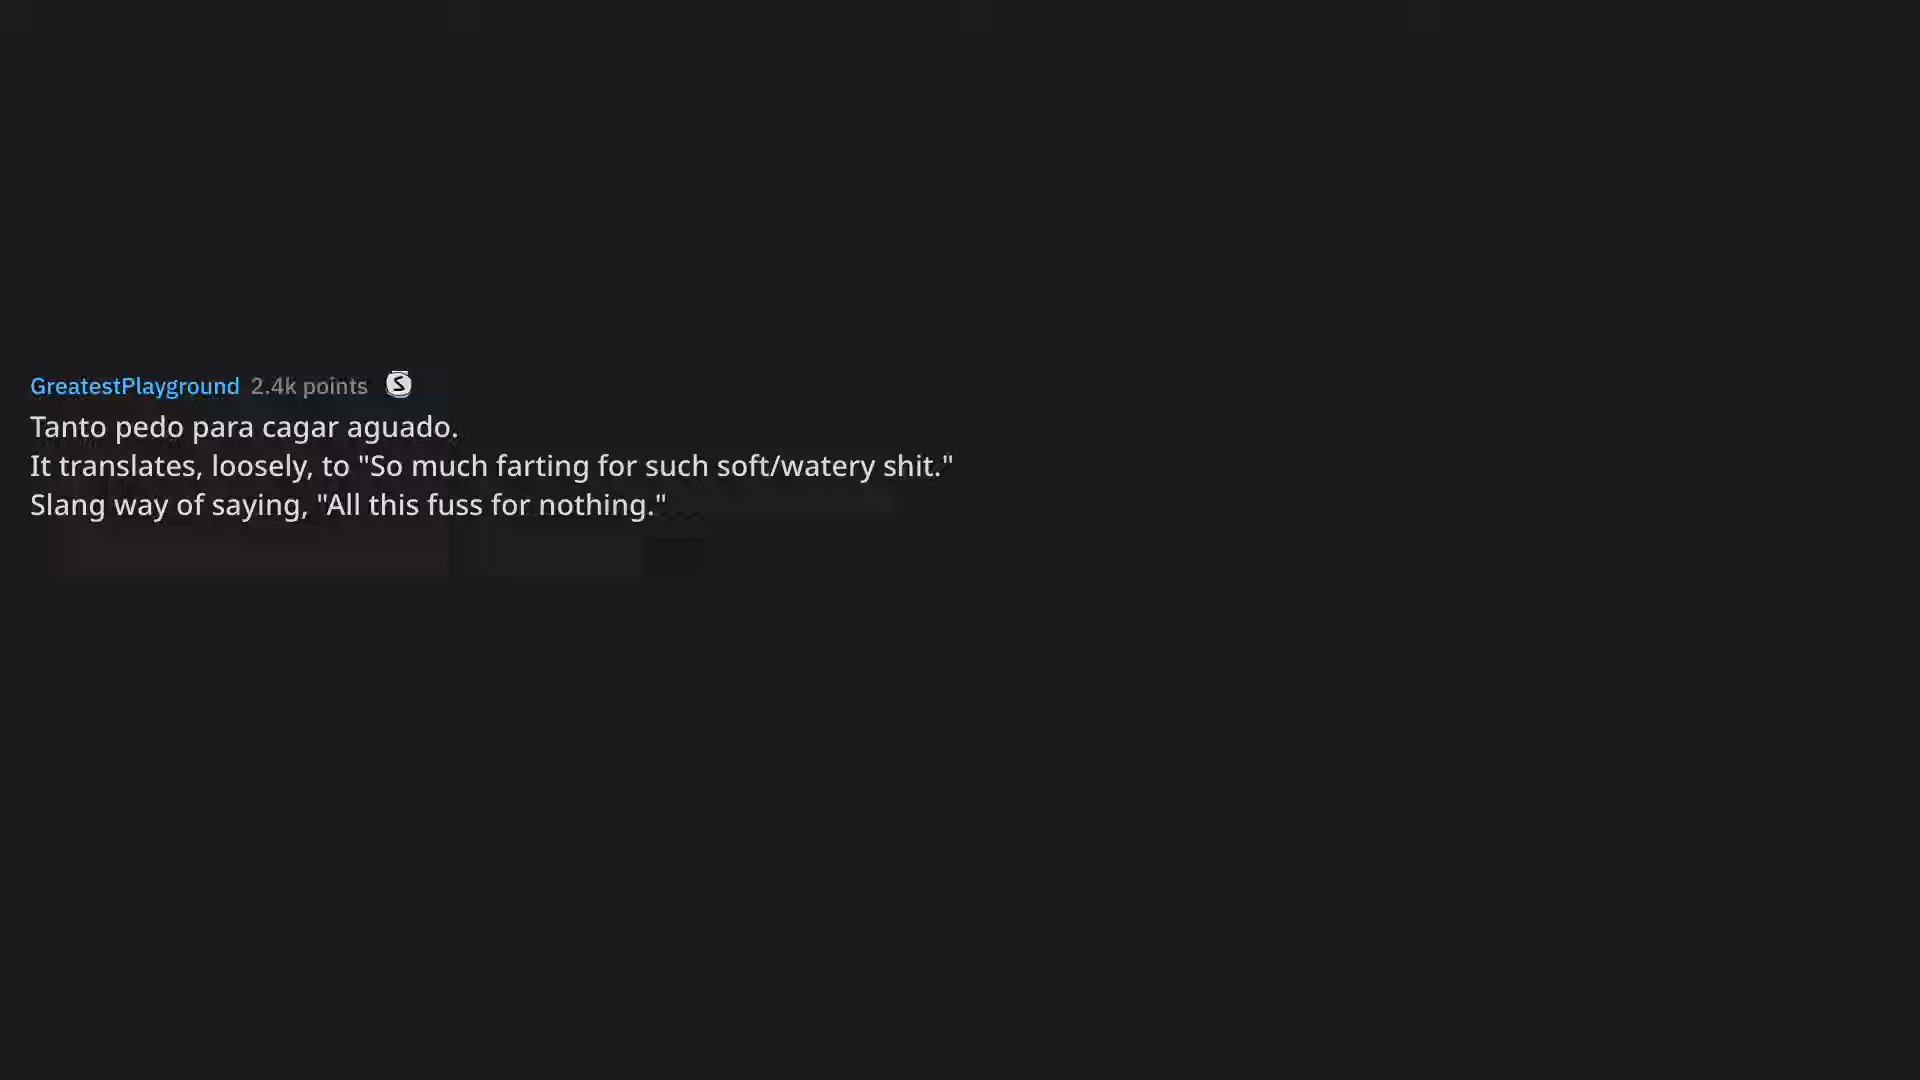 GreatestPlayground 2.4k points S
Tanto pedo para cagar aguado.
It translates, loosely, to "So much farting for such soft/watery shit."
Slang way of saying, "All this fuss for nothing."